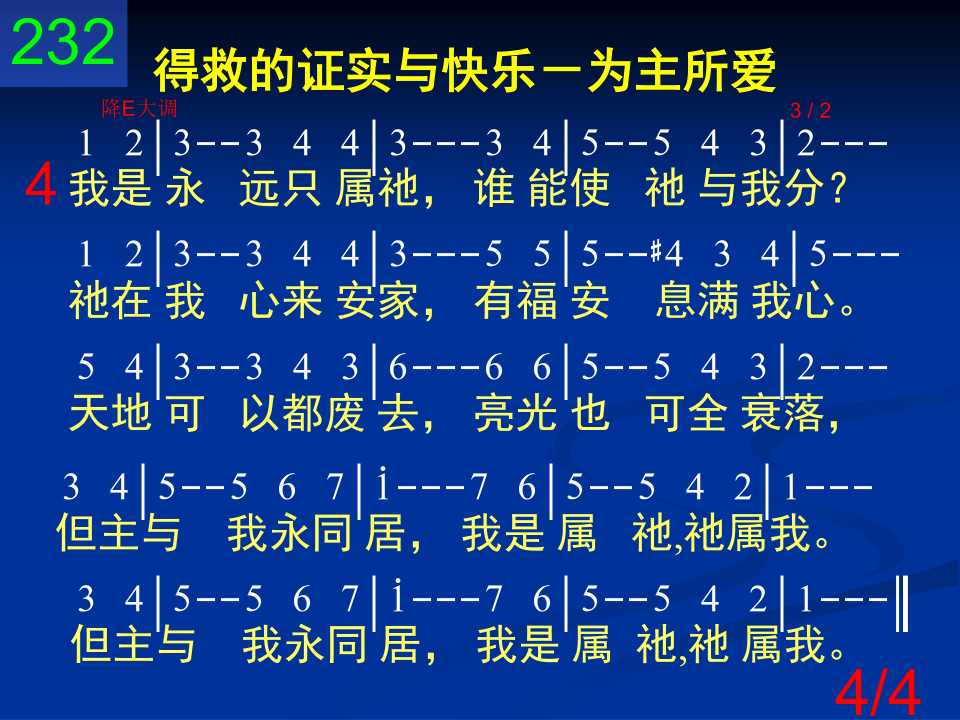 232
得救的证实与快乐－为主所爱
降E大调
3 / 2
1 2|3--3 4 4|3---3 4|5--5 4 3|2---
4
我是 永 远只 属祂， 谁 能使 祂 与我分？
1 2|3--3 4 4|3---5 5|5--♯4 3 4|5---
祂在 我 心来 安家， 有福 安 息满 我心。
5 4|3--3 4 3|6---6 6|5--5 4 3|2---
天地 可 以都废 去， 亮光 也 可全 衰落，
3 4|5--5 6 7|i---7 6|5--5 4 2|1---
但主与 我永同 居， 我是 属 祂,祂属我。
3 4|5--5 6 7|i---7 6|5--5 4 2|1---‖
但主与 我永同 居， 我是 属 祂,祂 属我。
4/4